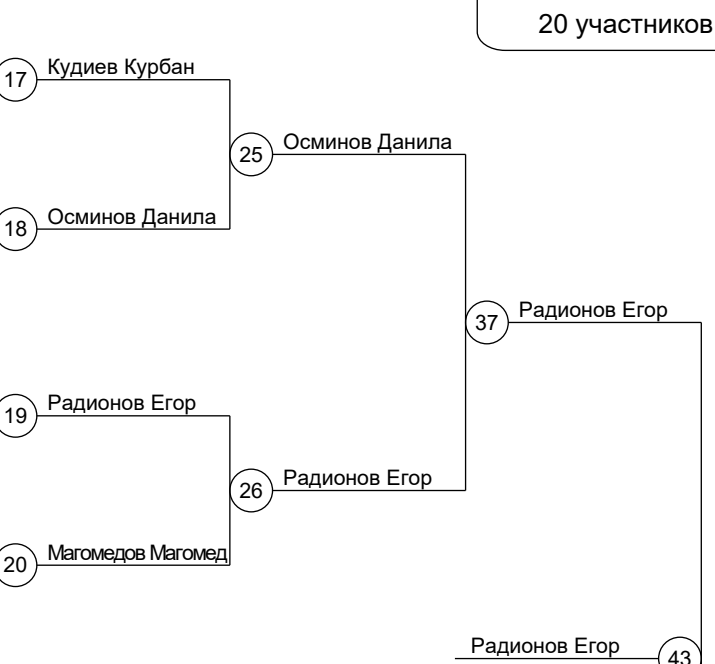 20 участников
17 Кудиев Курбан
25 Осминов Данила
18 Осминов Данила
37 Радионов Егор
19 Радионов Егор
26 Радионов Егор
20 Магомедов Магомед
Радионов Егор 43